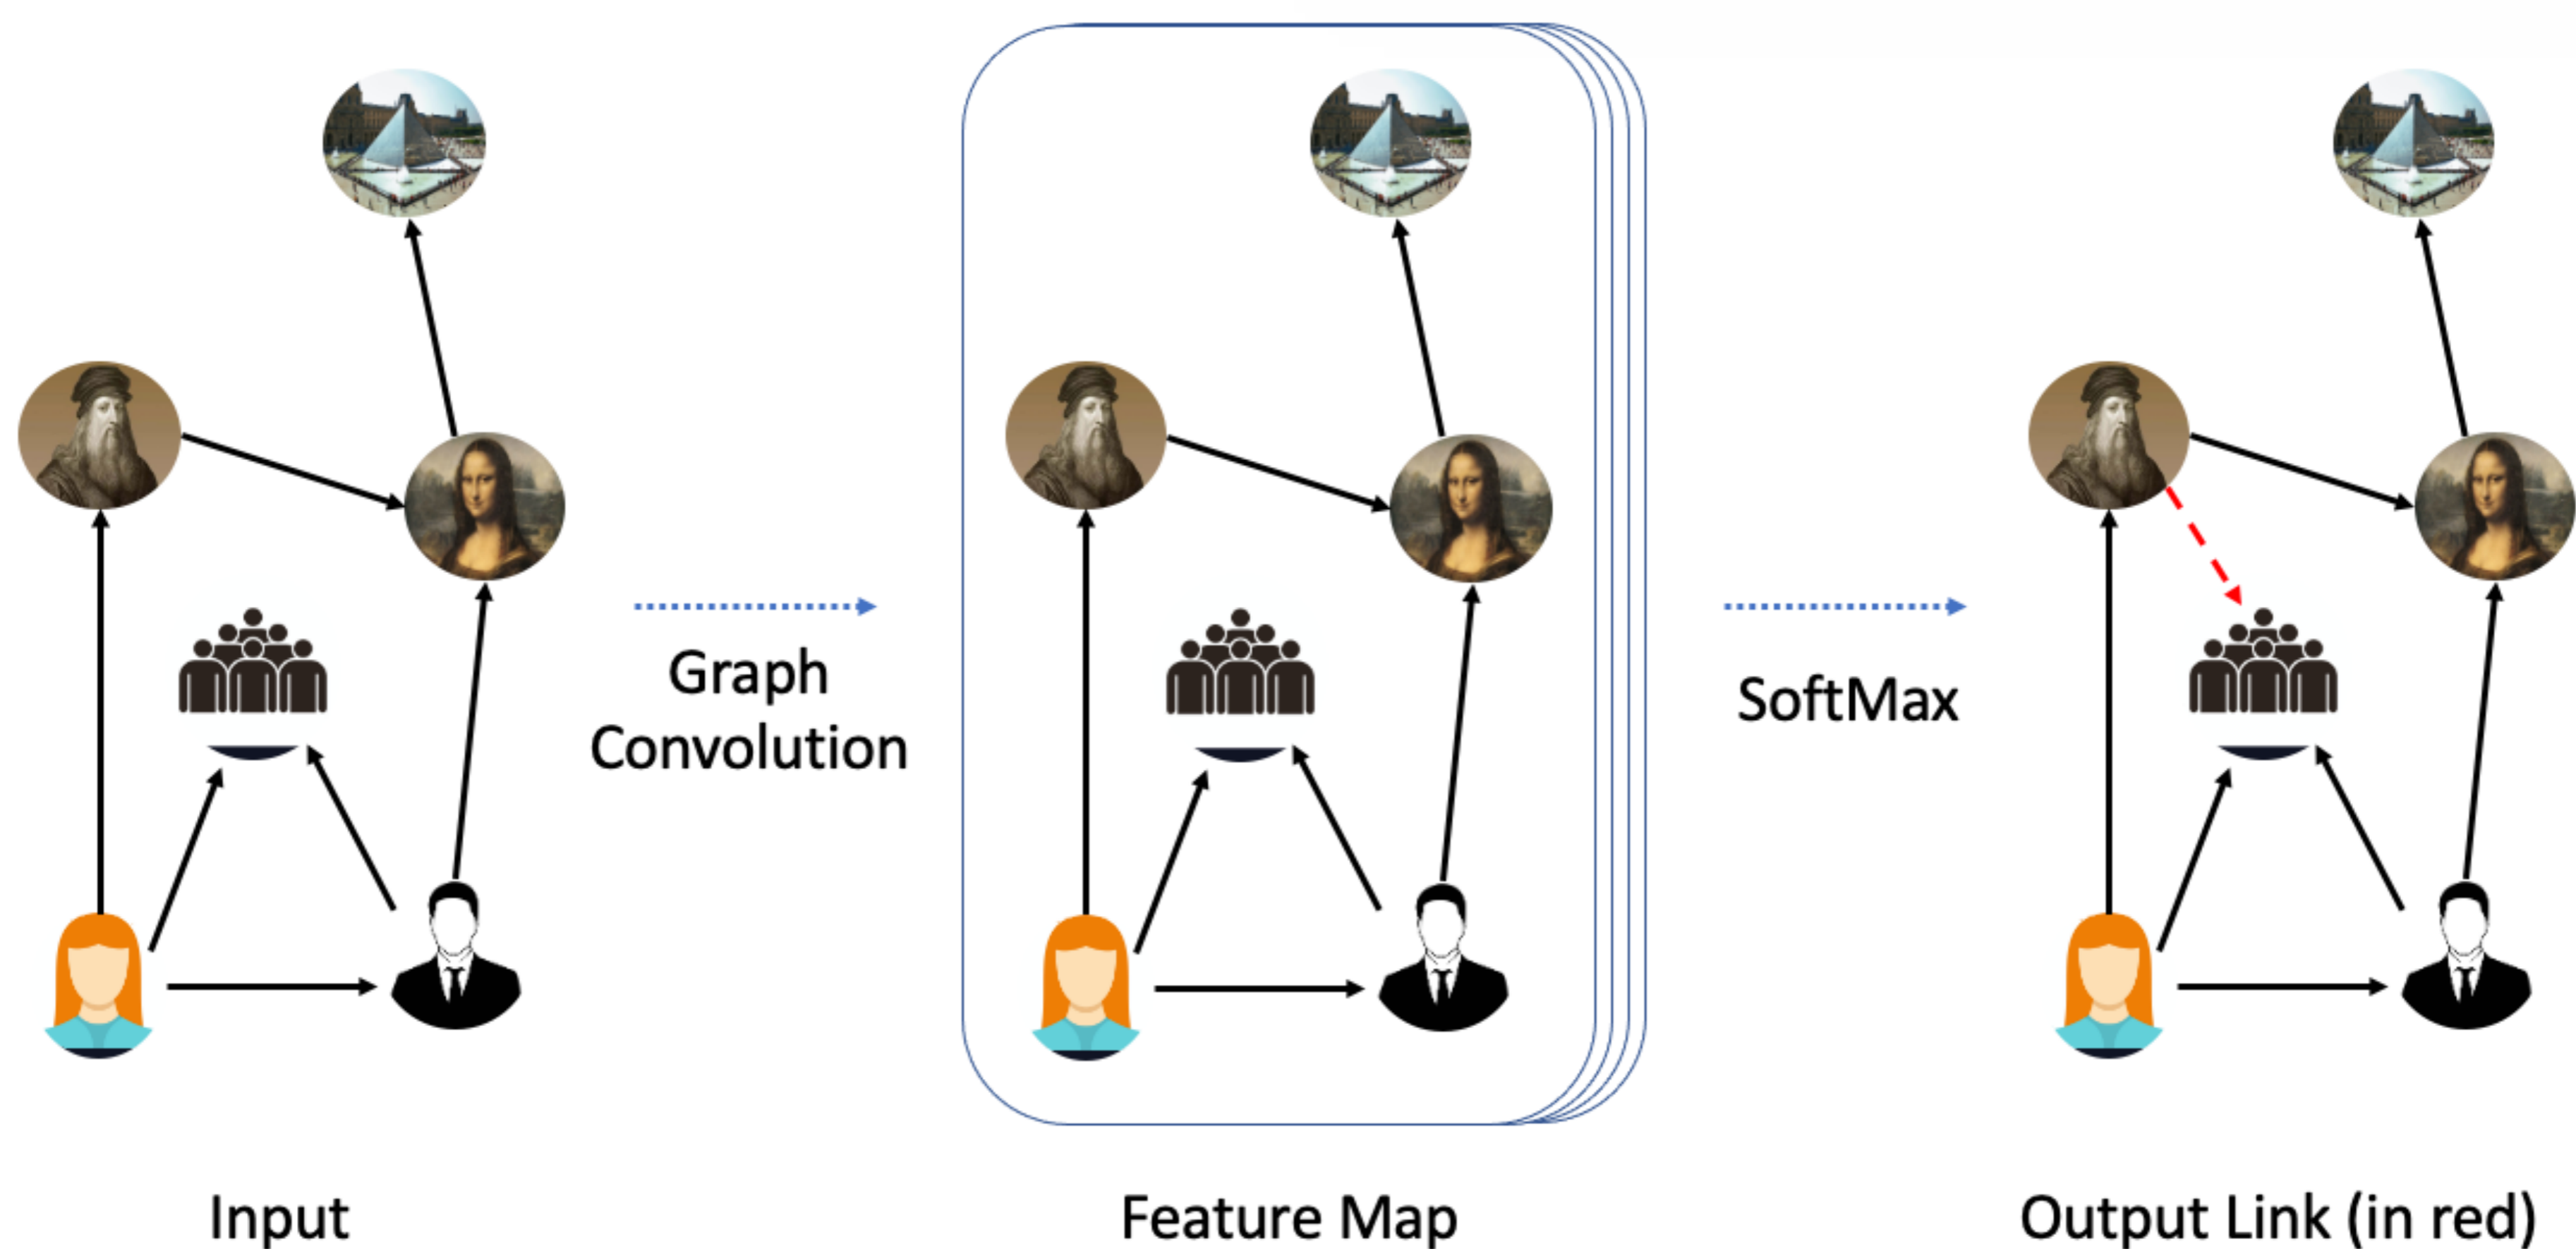 Graph
Convolution
SoftMax
Input
Feature Map
Output Link (in red)